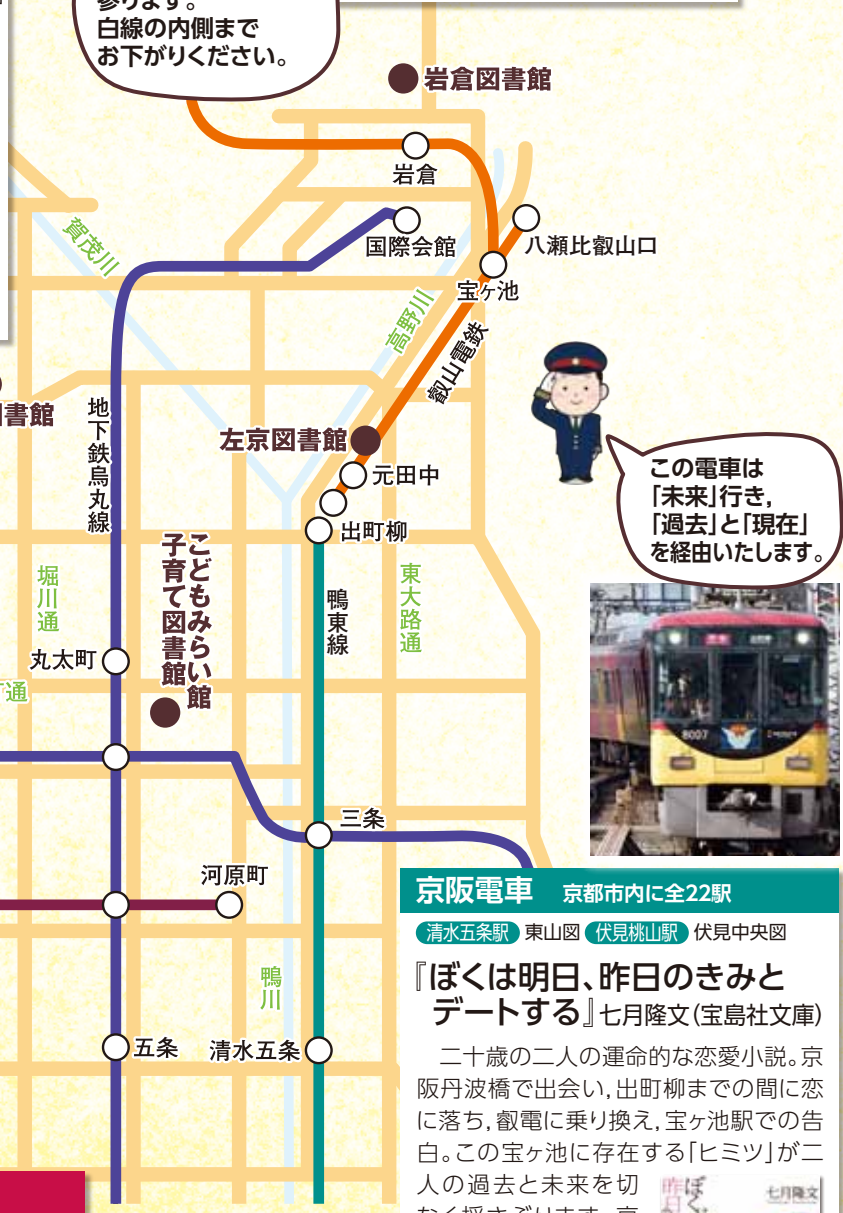 参ります。
白線の内側まで
お下がりください。
岩倉図書館
岩倉
国際会館
八瀬比叡山口
宝ヶ池
賀茂川
高野川
叡山電鉄
書館
地下鉄烏丸線
左京図書館
元田中
出町柳
この電車は
「未来」行き,
「過去」と「現在」
を経由いたします。
堀川通
こどもみらい館
子育て図書館
鴨東線
東大路通
丸太町
通
8007
三条
河原町
鴨川
五条
清水五条
京阪電車 京都市内に全22駅
清水五条駅 東山図 伏見桃山駅 伏見中央図
『ぼくは明日、昨日のきみと
デートする』七月隆文(宝島社文庫)
二十歳の二人の運命的な恋愛小説。京
阪丹波橋で出会い,出町柳までの間に恋
に落ち,叡電に乗り換え,宝ヶ池駅での告
白。この宝ヶ池に存在する「ヒミツ」が二
人の過去と未来を切
七月隆文